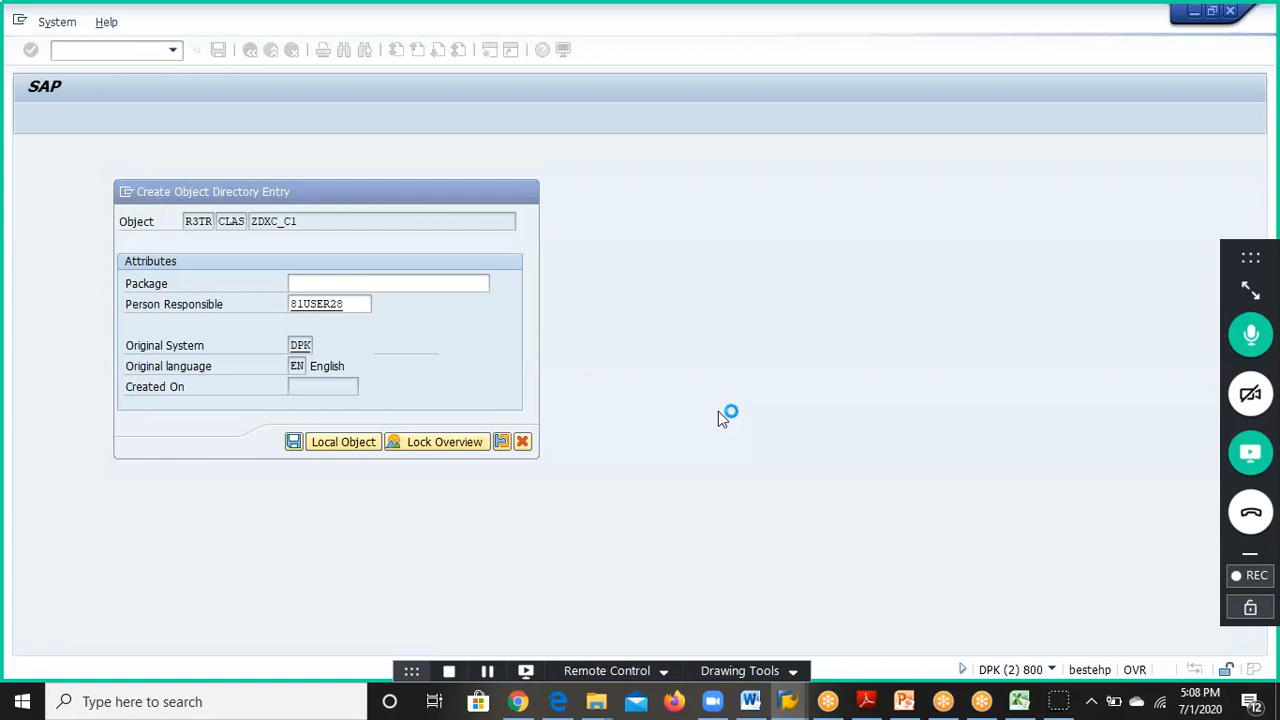 System Help
SAP
Create Object Directory Entry
Object R3TR CLAS ZDXC_C1
Attributes
Package
Person Responsible 81USER28
Original System DPK
Original language EN English
Created On
Local Object Lock Overview
REC
Remote Control Drawing Tools
DPK (2) 800 bestehp OVR
Type here to search
5:08 PM
7/1/2020
12